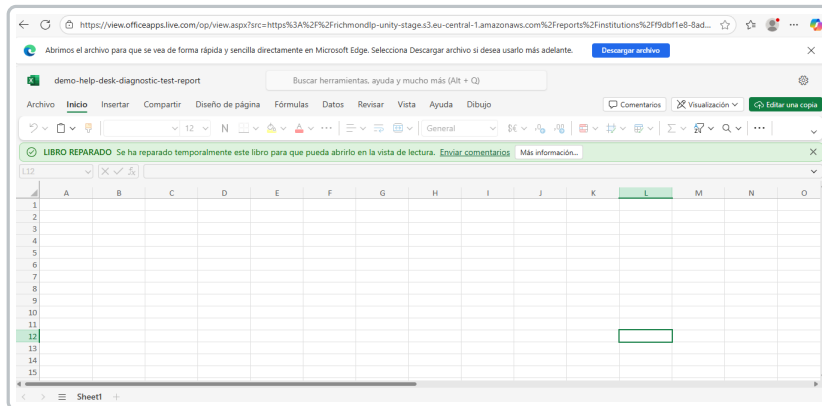 https://view.officeapps.live.com/op/view.aspx?src=https%3A%2F%2Frichmondlp-unity-stage.s3.eu-central-1.amazonaws.com%2Freports%2Finstitutions%2Ff9dbf1e8-8ad...
Abrimos el archivo para que se vea de forma rápida y sencilla directamente en Microsoft Edge. Selecciona Descargar archivo si desea usarlo más adelante. Descargar archivo
demo-help-desk-diagnostic-test-report Buscar herramientas, ayuda y mucho más (Alt + Q)
Archivo Inicio Insertar Compartir Diseño de página Fórmulas Datos Revisar Vista Ayuda Dibujo Comentarios Visualización Editar una copia
12 N General
LIBRO REPARADO Se ha reparado temporalmente este libro para que pueda abrirlo en la vista de lectura. Enviar comentarios Más información...
L12
A B C D E F G H I J K L M N O
1
2
3
4
5
6
7
8
9
10
11
12
13
14
15
Sheet1